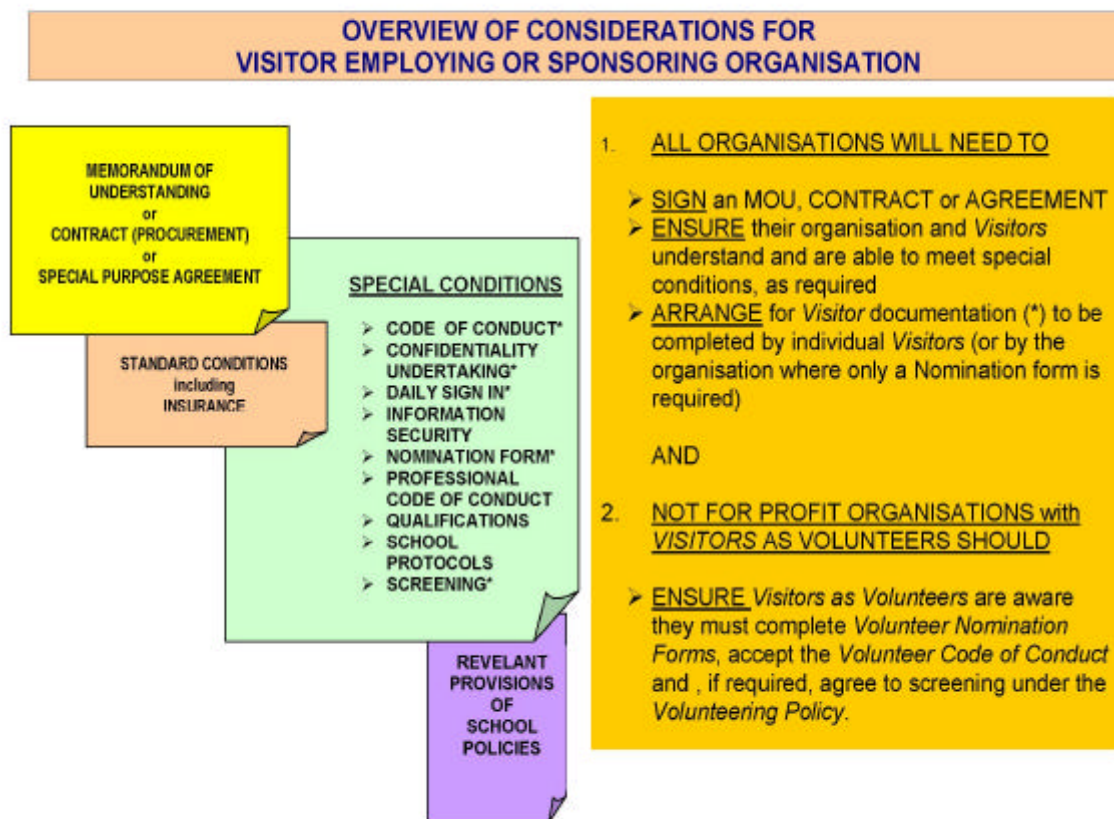 OVERVIEW OF CONSIDERATIONS FOR
VISITOR EMPLOYING OR SPONSORING ORGANISATION
MEMORANDUM OF
UNDERSTANDING
or
CONTRACT (PROCUREMENT)
or
SPECIAL PURPOSE AGREEMENT
STANDARD CONDITIONS
including
INSURANCE
SPECIAL CONDITIONS
➢ CODE OF CONDUCT*
➢ CONFIDENTIALITY
UNDERTAKING*
➢ DAILY SIGN IN*
➢ INFORMATION
SECURITY
➢ NOMINATION FORM*
➢ PROFESSIONAL
CODE OF CONDUCT
➢ QUALIFICATIONS
➢ SCHOOL
PROTOCOLS
➢ SCREENING*
REVELANT
PROVISIONS
OF
SCHOOL
POLICIES
1. ALL ORGANISATIONS WILL NEED TO
➢ SIGN an MOU, CONTRACT or AGREEMENT
➢ ENSURE their organisation and Visitors
understand and are able to meet special
conditions, as required
➢ ARRANGE for Visitor documentation (*) to be
completed by individual Visitors (or by the
organisation where only a Nomination form is
required)
AND
2. NOT FOR PROFIT ORGANISATIONS with
VISITORS AS VOLUNTEERS SHOULD
➢ ENSURE Visitors as Volunteers are aware
they must complete Volunteer Nomination
Forms, accept the Volunteer Code of Conduct
and , if required, agree to screening under the
Volunteering Policy.